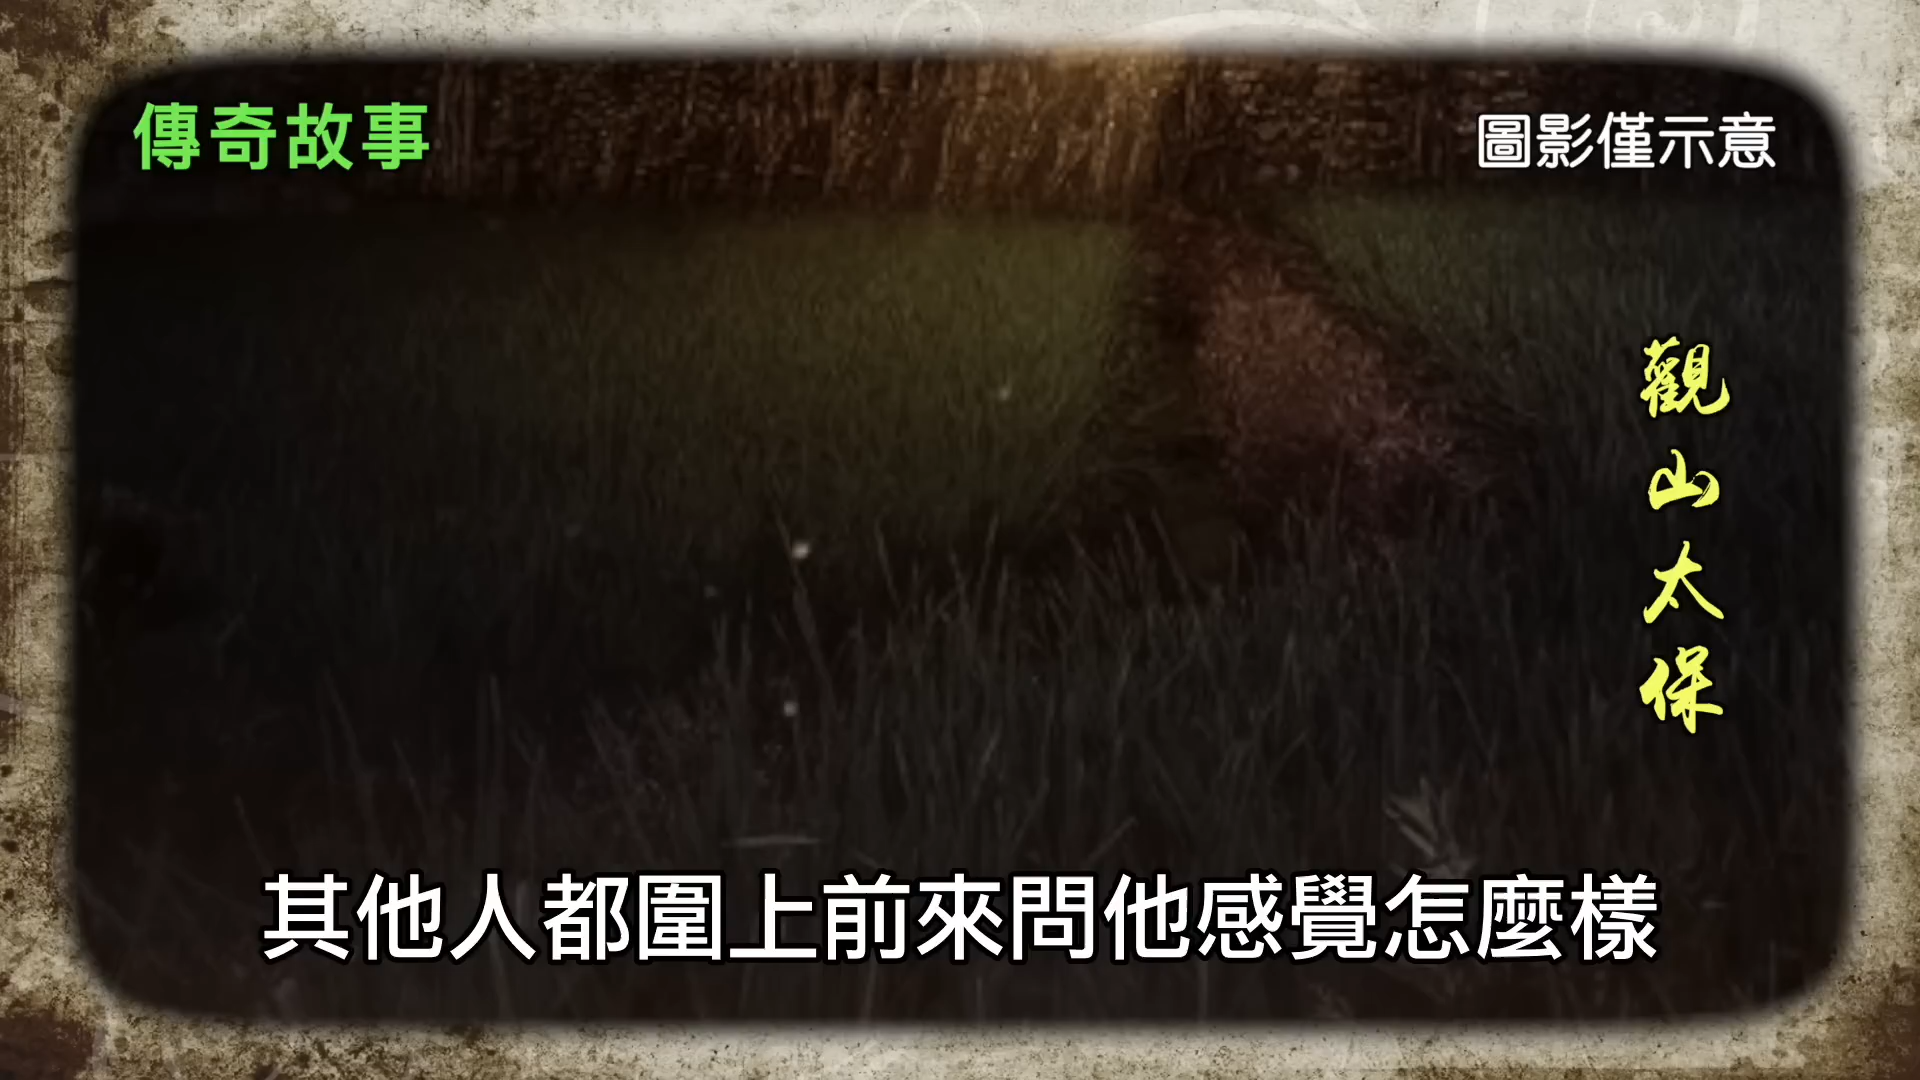 傳奇故事
圖影僅示意
觀山太保
其他人都圍上前來問他感覺怎麼樣